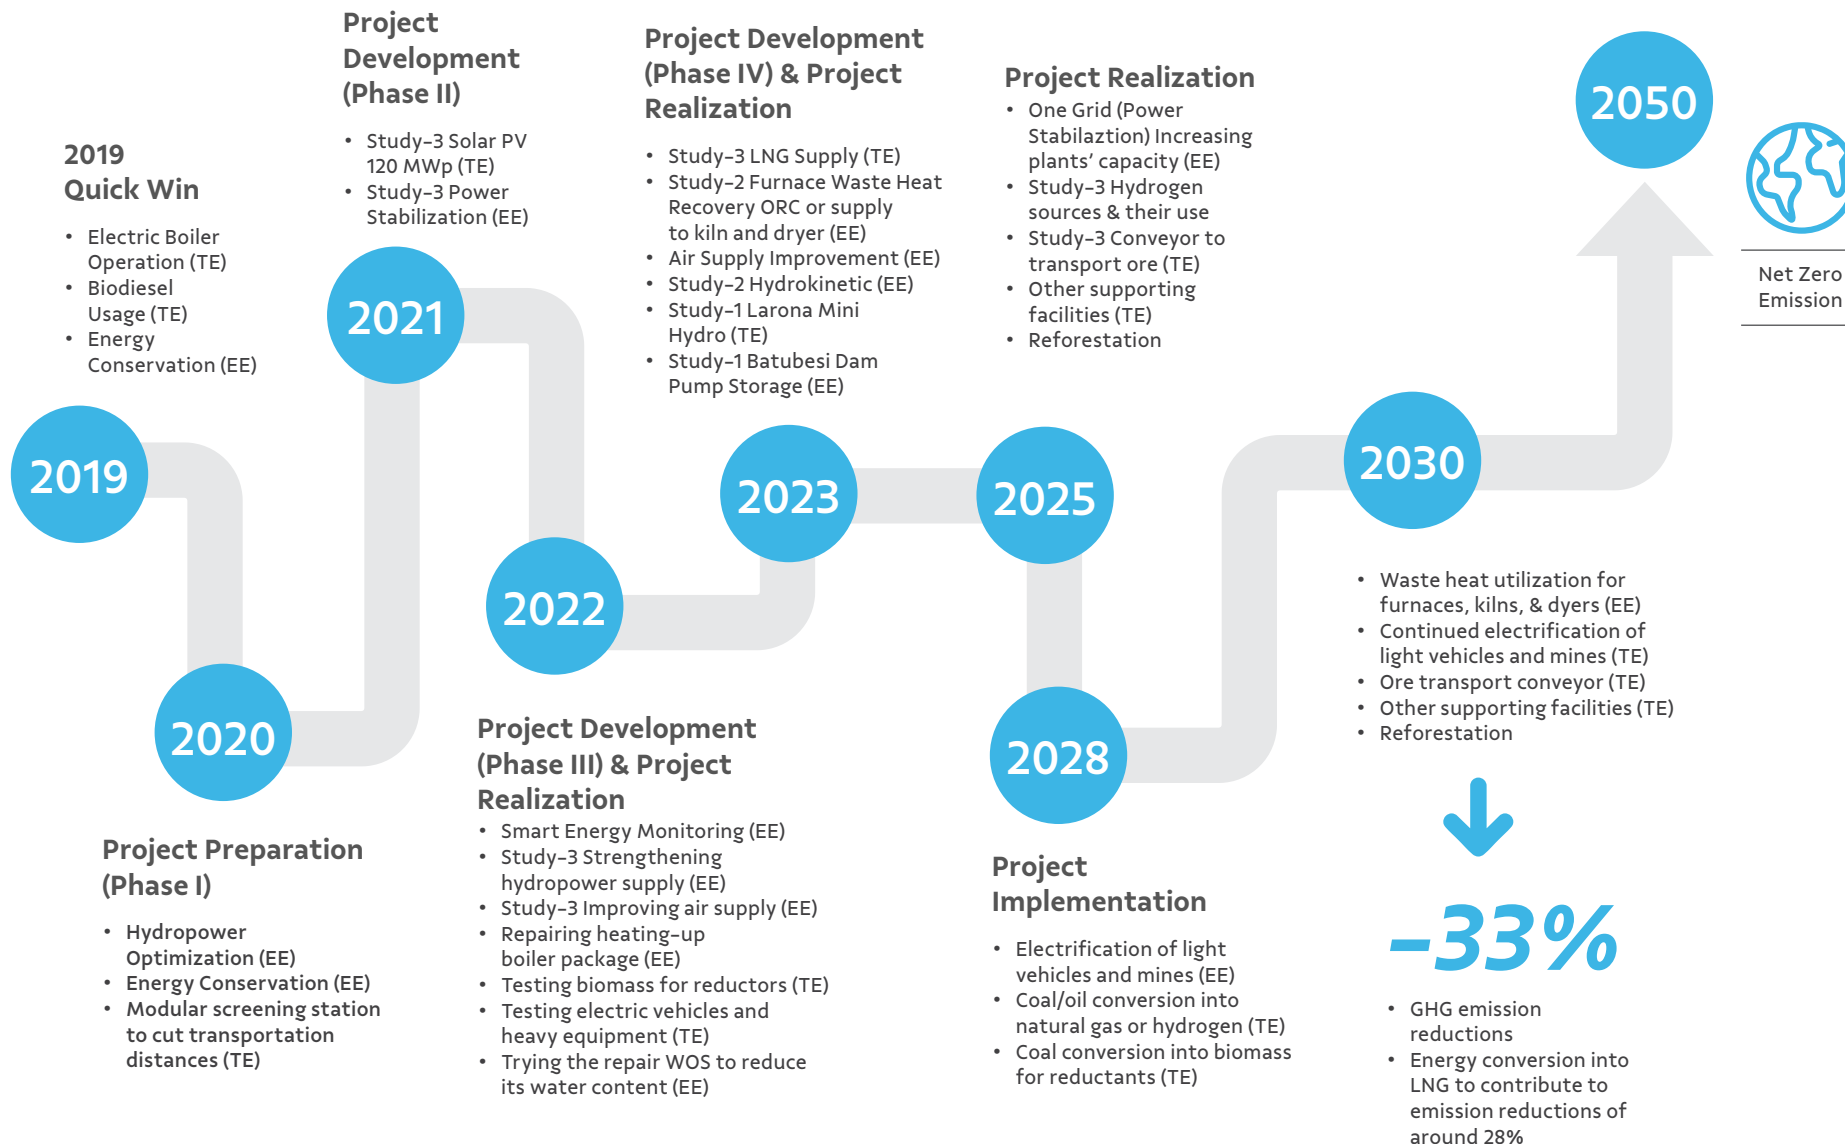 2019
Quick Win
• Electric Boiler
Operation (TE)
• Biodiesel
Usage (TE)
• Energy
Conservation (EE)
2019
2020
Project Preparation
(Phase I)
• Hydropower
Optimization (EE)
• Energy Conservation (EE)
• Modular screening station
to cut transportation
distances (TE)
Project
Development
(Phase II)
• Study-3 Solar PV
120 MWp (TE)
• Study-3 Power
Stabilization (EE)
2021
2022
Project Development
(Phase III) & Project
Realization
• Smart Energy Monitoring (EE)
• Study-3 Strengthening
hydropower supply (EE)
• Study-3 Improving air supply (EE)
• Repairing heating-up
boiler package (EE)
• Testing biomass for reductors (TE)
• Testing electric vehicles and
heavy equipment (TE)
• Trying the repair WOS to reduce
its water content (EE)
Project Development
(Phase IV) & Project
Realization
• Study-3 LNG Supply (TE)
• Study-2 Furnace Waste Heat
Recovery ORC or supply
to kiln and dryer (EE)
• Air Supply Improvement (EE)
• Study-2 Hydrokinetic (EE)
• Study-1 Larona Mini
Hydro (TE)
• Study-1 Batubesi Dam
Pump Storage (EE)
2023
Project Realization
• One Grid (Power
Stabilaztion) Increasing
plants' capacity (EE)
• Study-3 Hydrogen
sources & their use
• Study-3 Conveyor to
transport ore (TE)
• Other supporting
facilities (TE)
• Reforestation
2025
2028
Project
Implementation
• Electrification of light
vehicles and mines (EE)
• Coal/oil conversion into
natural gas or hydrogen (TE)
• Coal conversion into biomass
for reductants (TE)
2030
• Waste heat utilization for
furnaces, kilns, & dyers (EE)
• Continued electrification of
light vehicles and mines (TE)
• Ore transport conveyor (TE)
• Other supporting facilities (TE)
• Reforestation
-33%
• GHG emission
reductions
• Energy conversion into
LNG to contribute to
emission reductions of
around 28%
2050
Net Zero
Emission